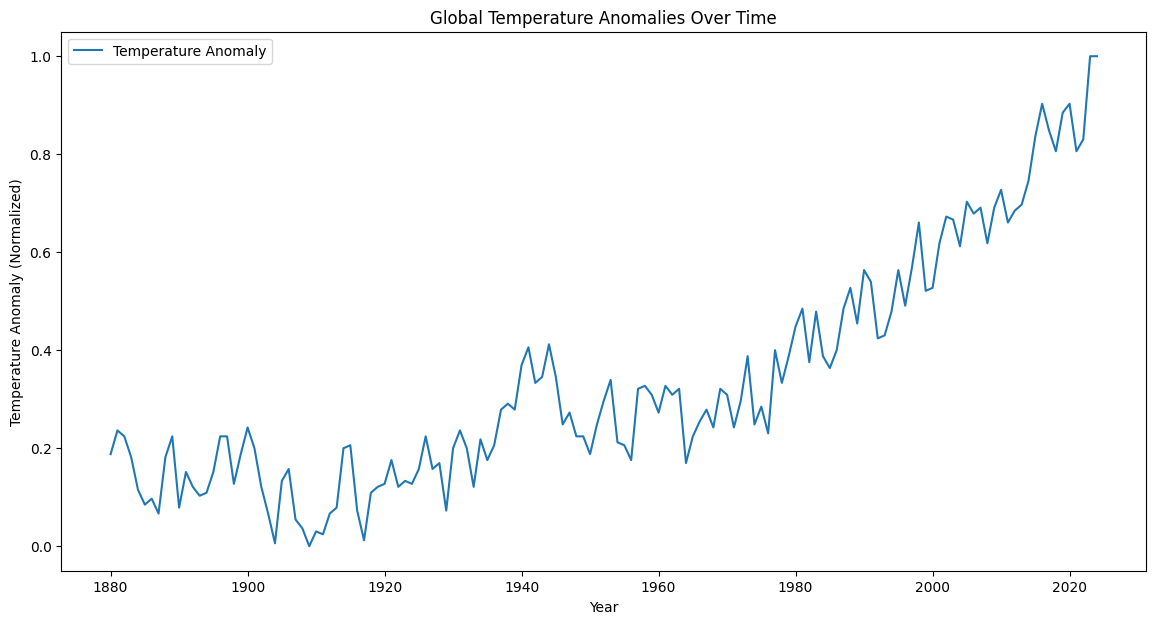 Global Temperature Anomalies Over Time
Temperature Anomaly
Temperature Anomaly (Normalized)
1.0
0.8
0.6
0.4
0.2
0.0
1880 1900 1920 1940 1960 1980 2000 2020
Year